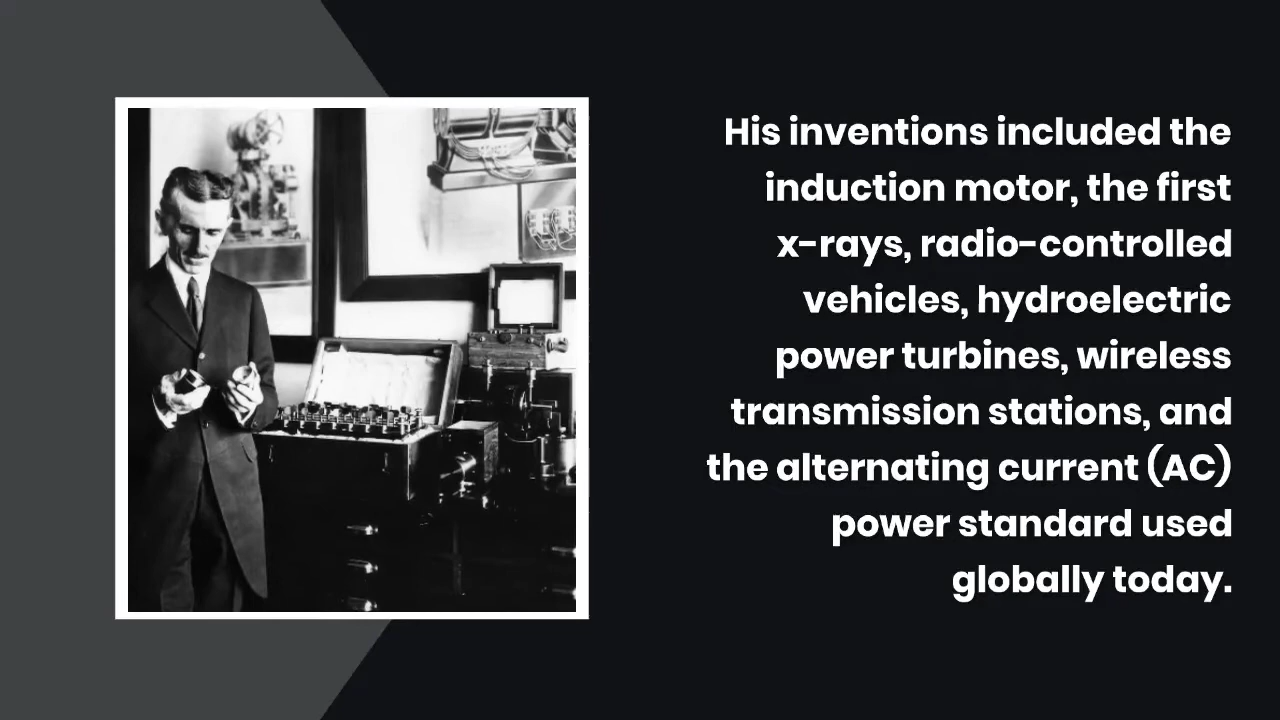 His inventions included the
induction motor, the first
x-rays, radio-controlled
vehicles, hydroelectric
power turbines, wireless
transmission stations, and
the alternating current (AC)
power standard used
globally today.